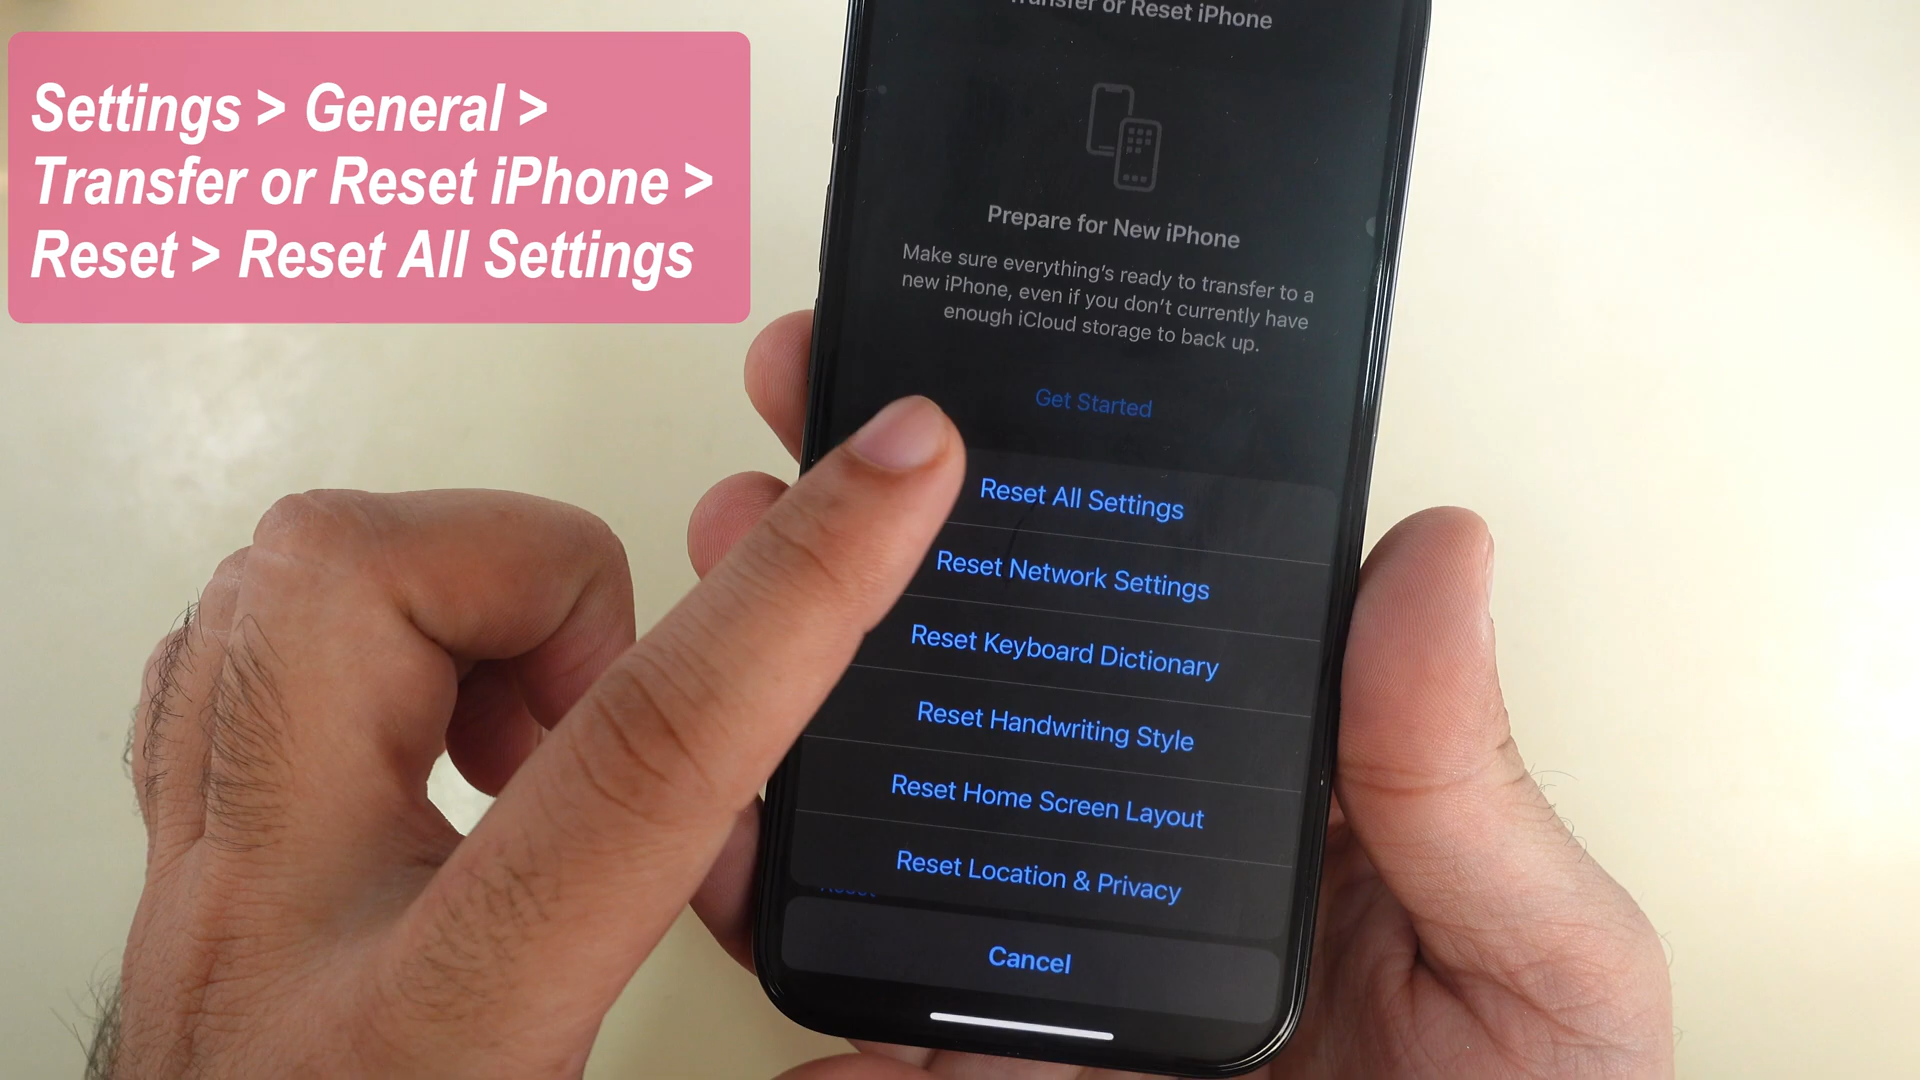 Settings > General >
Transfer or Reset iPhone >
Reset > Reset All Settings
Transfer or Reset iPhone
Prepare for New iPhone
Make sure everything's ready to transfer to a
new iPhone, even if you don't currently have
enough iCloud storage to back up.
Get Started
Reset All Settings
Reset Network Settings
Reset Keyboard Dictionary
Reset Handwriting Style
Reset Home Screen Layout
Reset Location & Privacy
Reset
Cancel